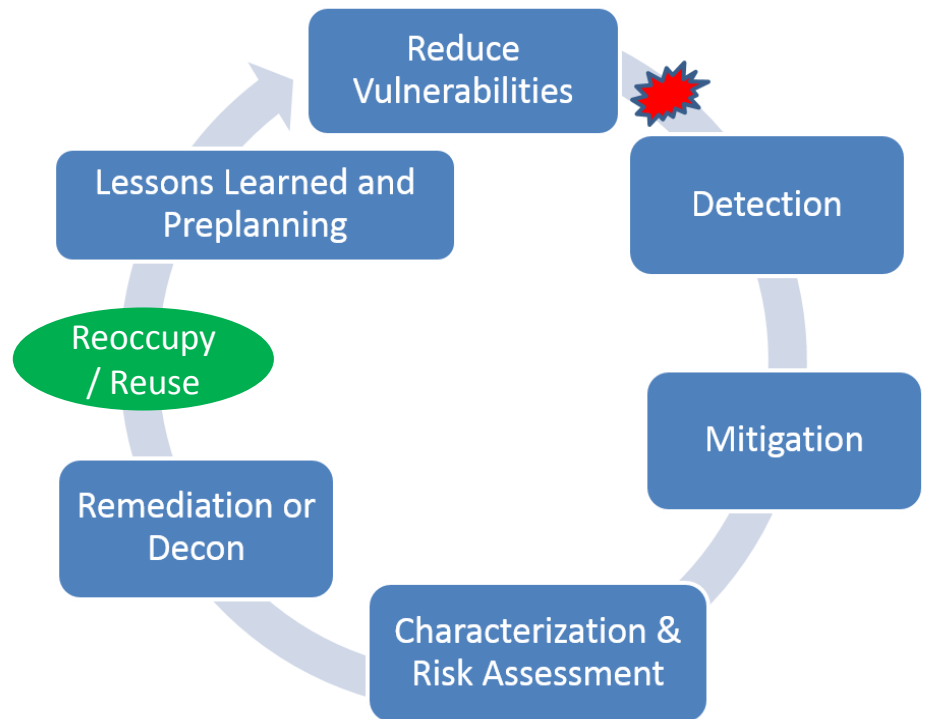 Reduce
Vulnerabilities
Detection
Mitigation
Characterization &
Risk Assessment
Remediation or
Decon
Reoccupy
/ Reuse
Lessons Learned and
Preplanning